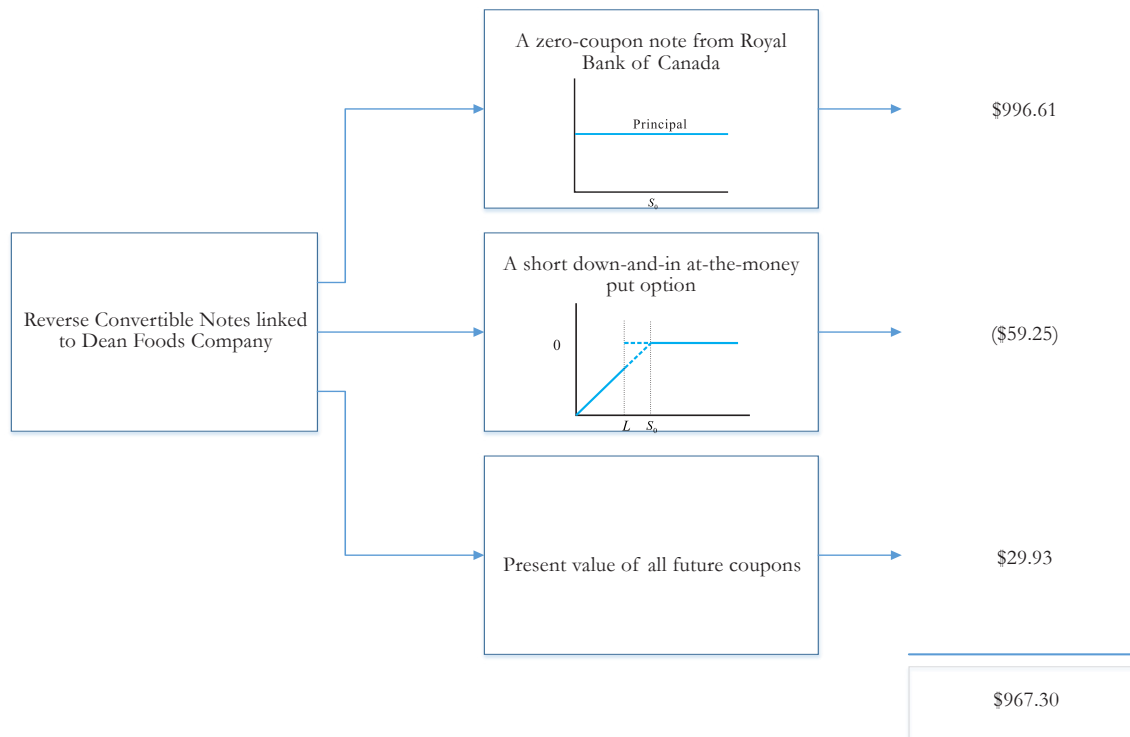 A zero-coupon note from Royal
Bank of Canada
Principal
S₀
$996.61
Reverse Convertible Notes linked
to Dean Foods Company
A short down-and-in at-the-money
put option
0
L S₀
($59.25)
Present value of all future coupons
$29.93
$967.30